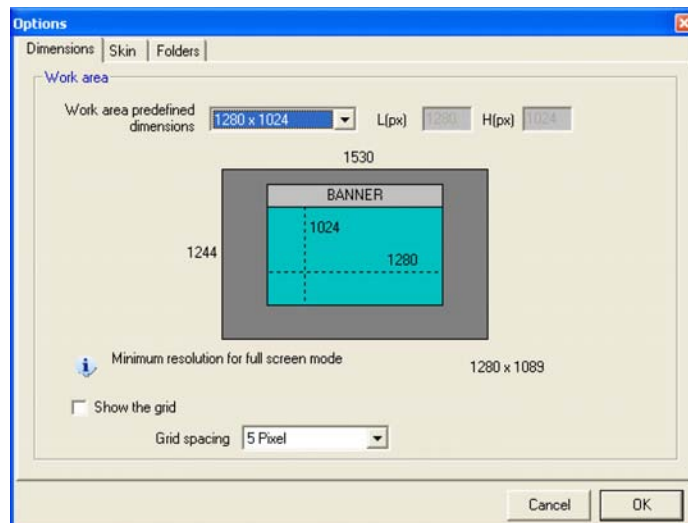 Options
Dimensions Skin Folders
Work area
Work area predefined dimensions 1280 x 1024 L(px) 1280 H(px) 1024
1530
BANNER
1024
1244
1280
Minimum resolution for full screen mode
1280 x 1089
Show the grid
Grid spacing 5 Pixel
Cancel OK